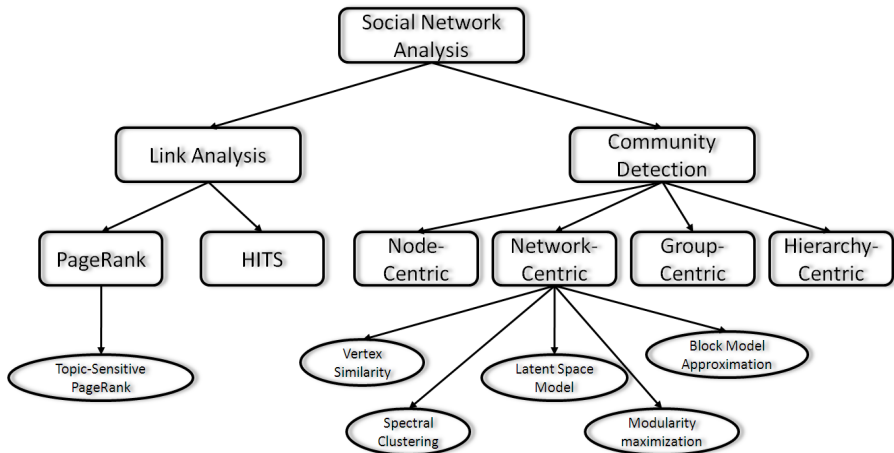 Social Network
Analysis
Link Analysis
Community
Detection
PageRank
HITS
Node-
Centric
Network-
Centric
Group-
Centric
Hierarchy-
Centric
Topic-Sensitive
PageRank
Vertex
Similarity
Latent Space
Model
Block Model
Approximation
Spectral
Clustering
Modularity
maximization